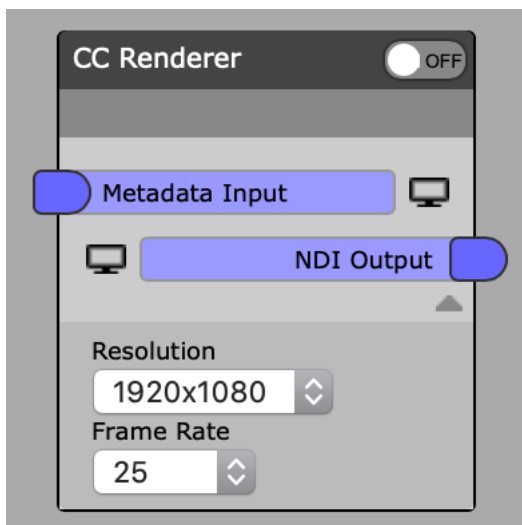 CC Renderer OFF
Metadata Input
NDI Output
Resolution
1920x1080
Frame Rate
25